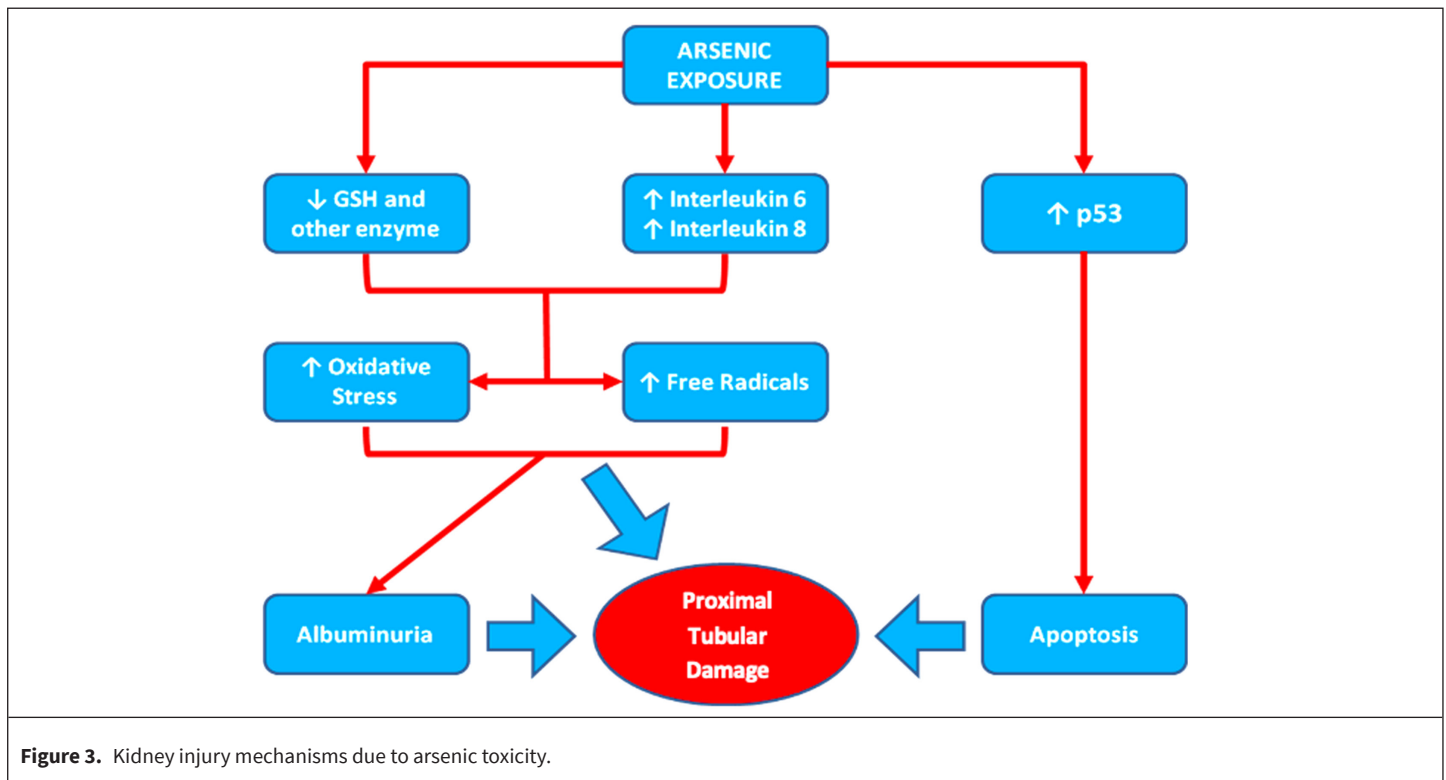 ARSENIC
EXPOSURE
↓ GSH and
other enzyme
↑ Interleukin 6
↑ Interleukin 8
↑ p53
↑ Oxidative
Stress
↑ Free Radicals
Albuminuria
Proximal
Tubular
Damage
Apoptosis
Figure 3. Kidney injury mechanisms due to arsenic toxicity.